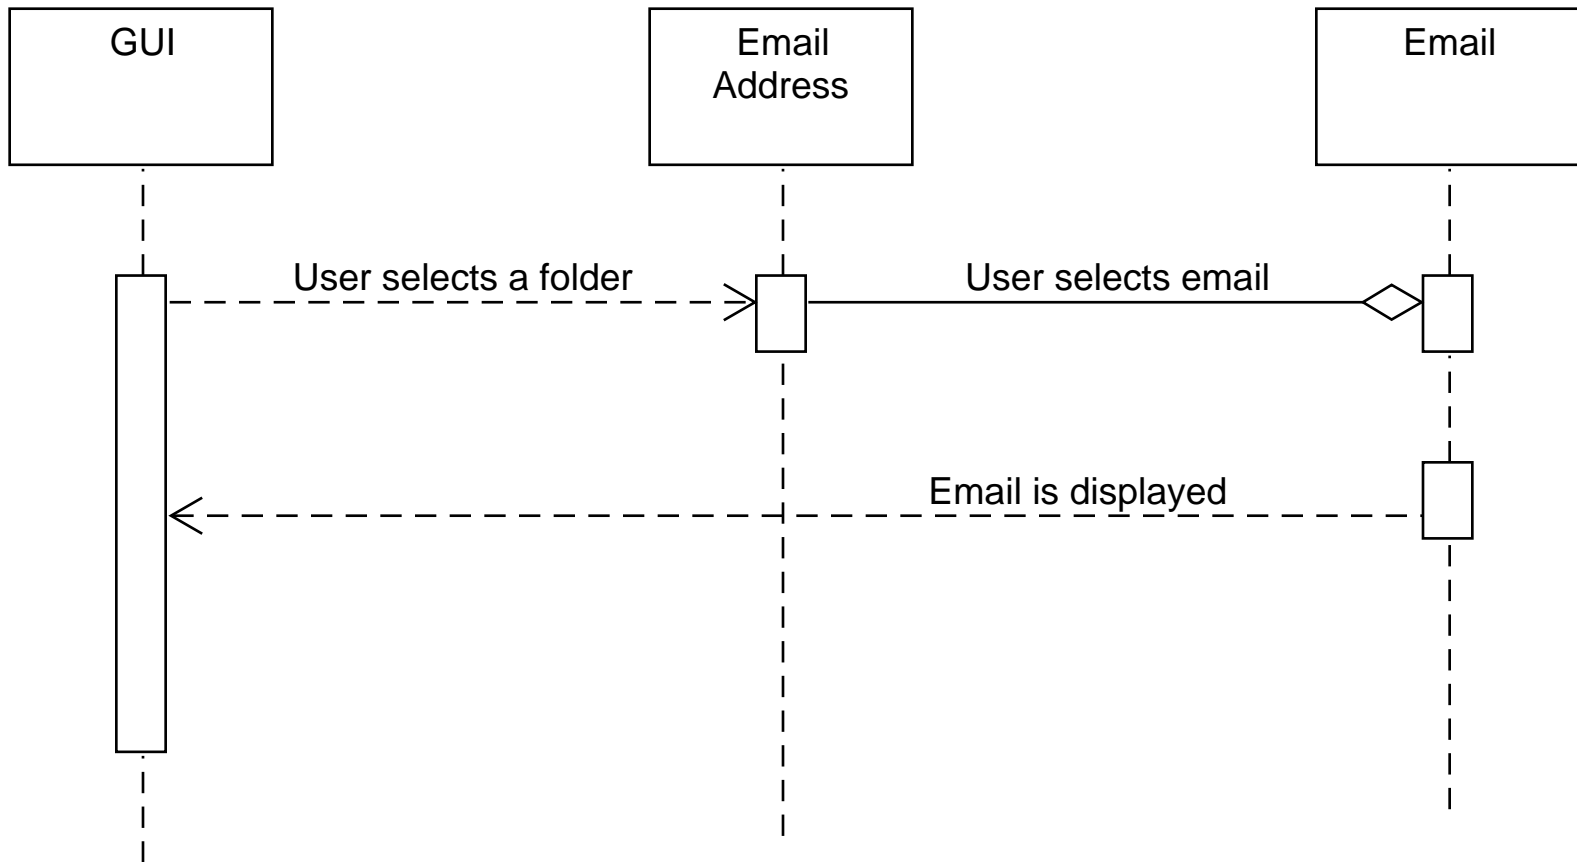 GUI
Email
Address
Email
User selects a folder
User selects email
Email is displayed